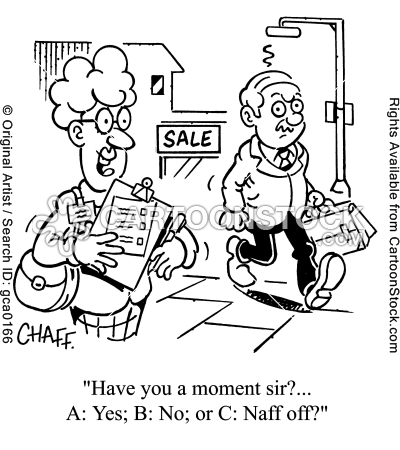 © Original Artist / Search ID: gca0166
Rights Available from CartoonStock.com
SALE
CARTOONSTOCK
.com
CHAFF.
"Have you a moment sir?...
A: Yes; B: No; or C: Naff off?"